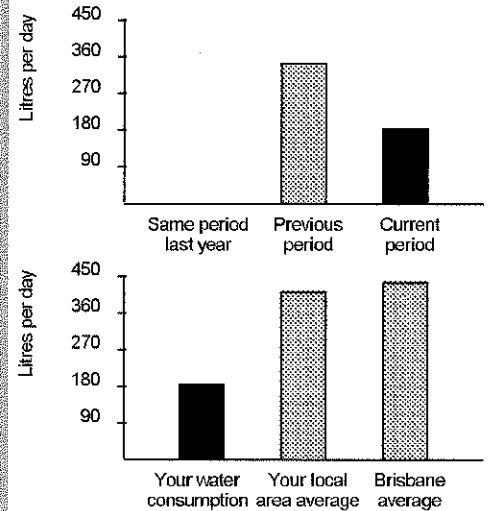 Litres per day
450
360
270
180
90
Same period
last year
Previous
period
Current
period
Litres per day
450
360
270
180
90
Your water
consumption
Your local
area average
Brisbane
average